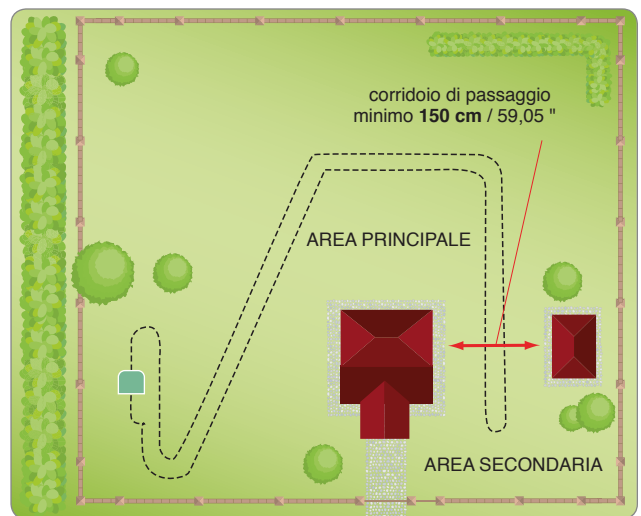 corridoio di passaggio
minimo 150 cm / 59,05 "
AREA PRINCIPALE
AREA SECONDARIA